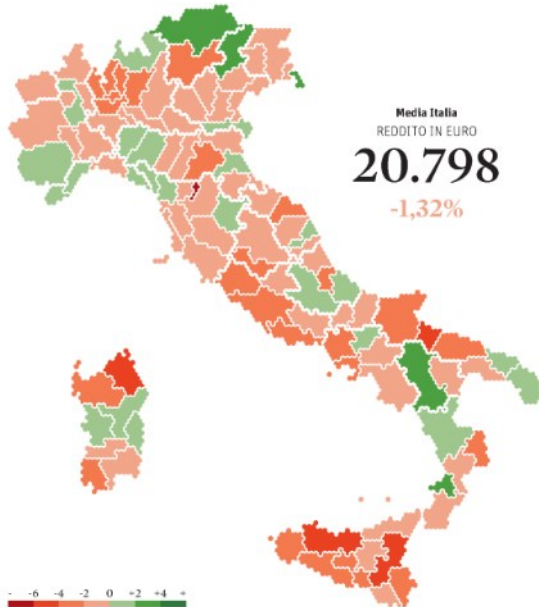 Media Italia
REDDITO IN EURO
20.798
-1,32%
- -6 -4 -2 0 +2 +4 +